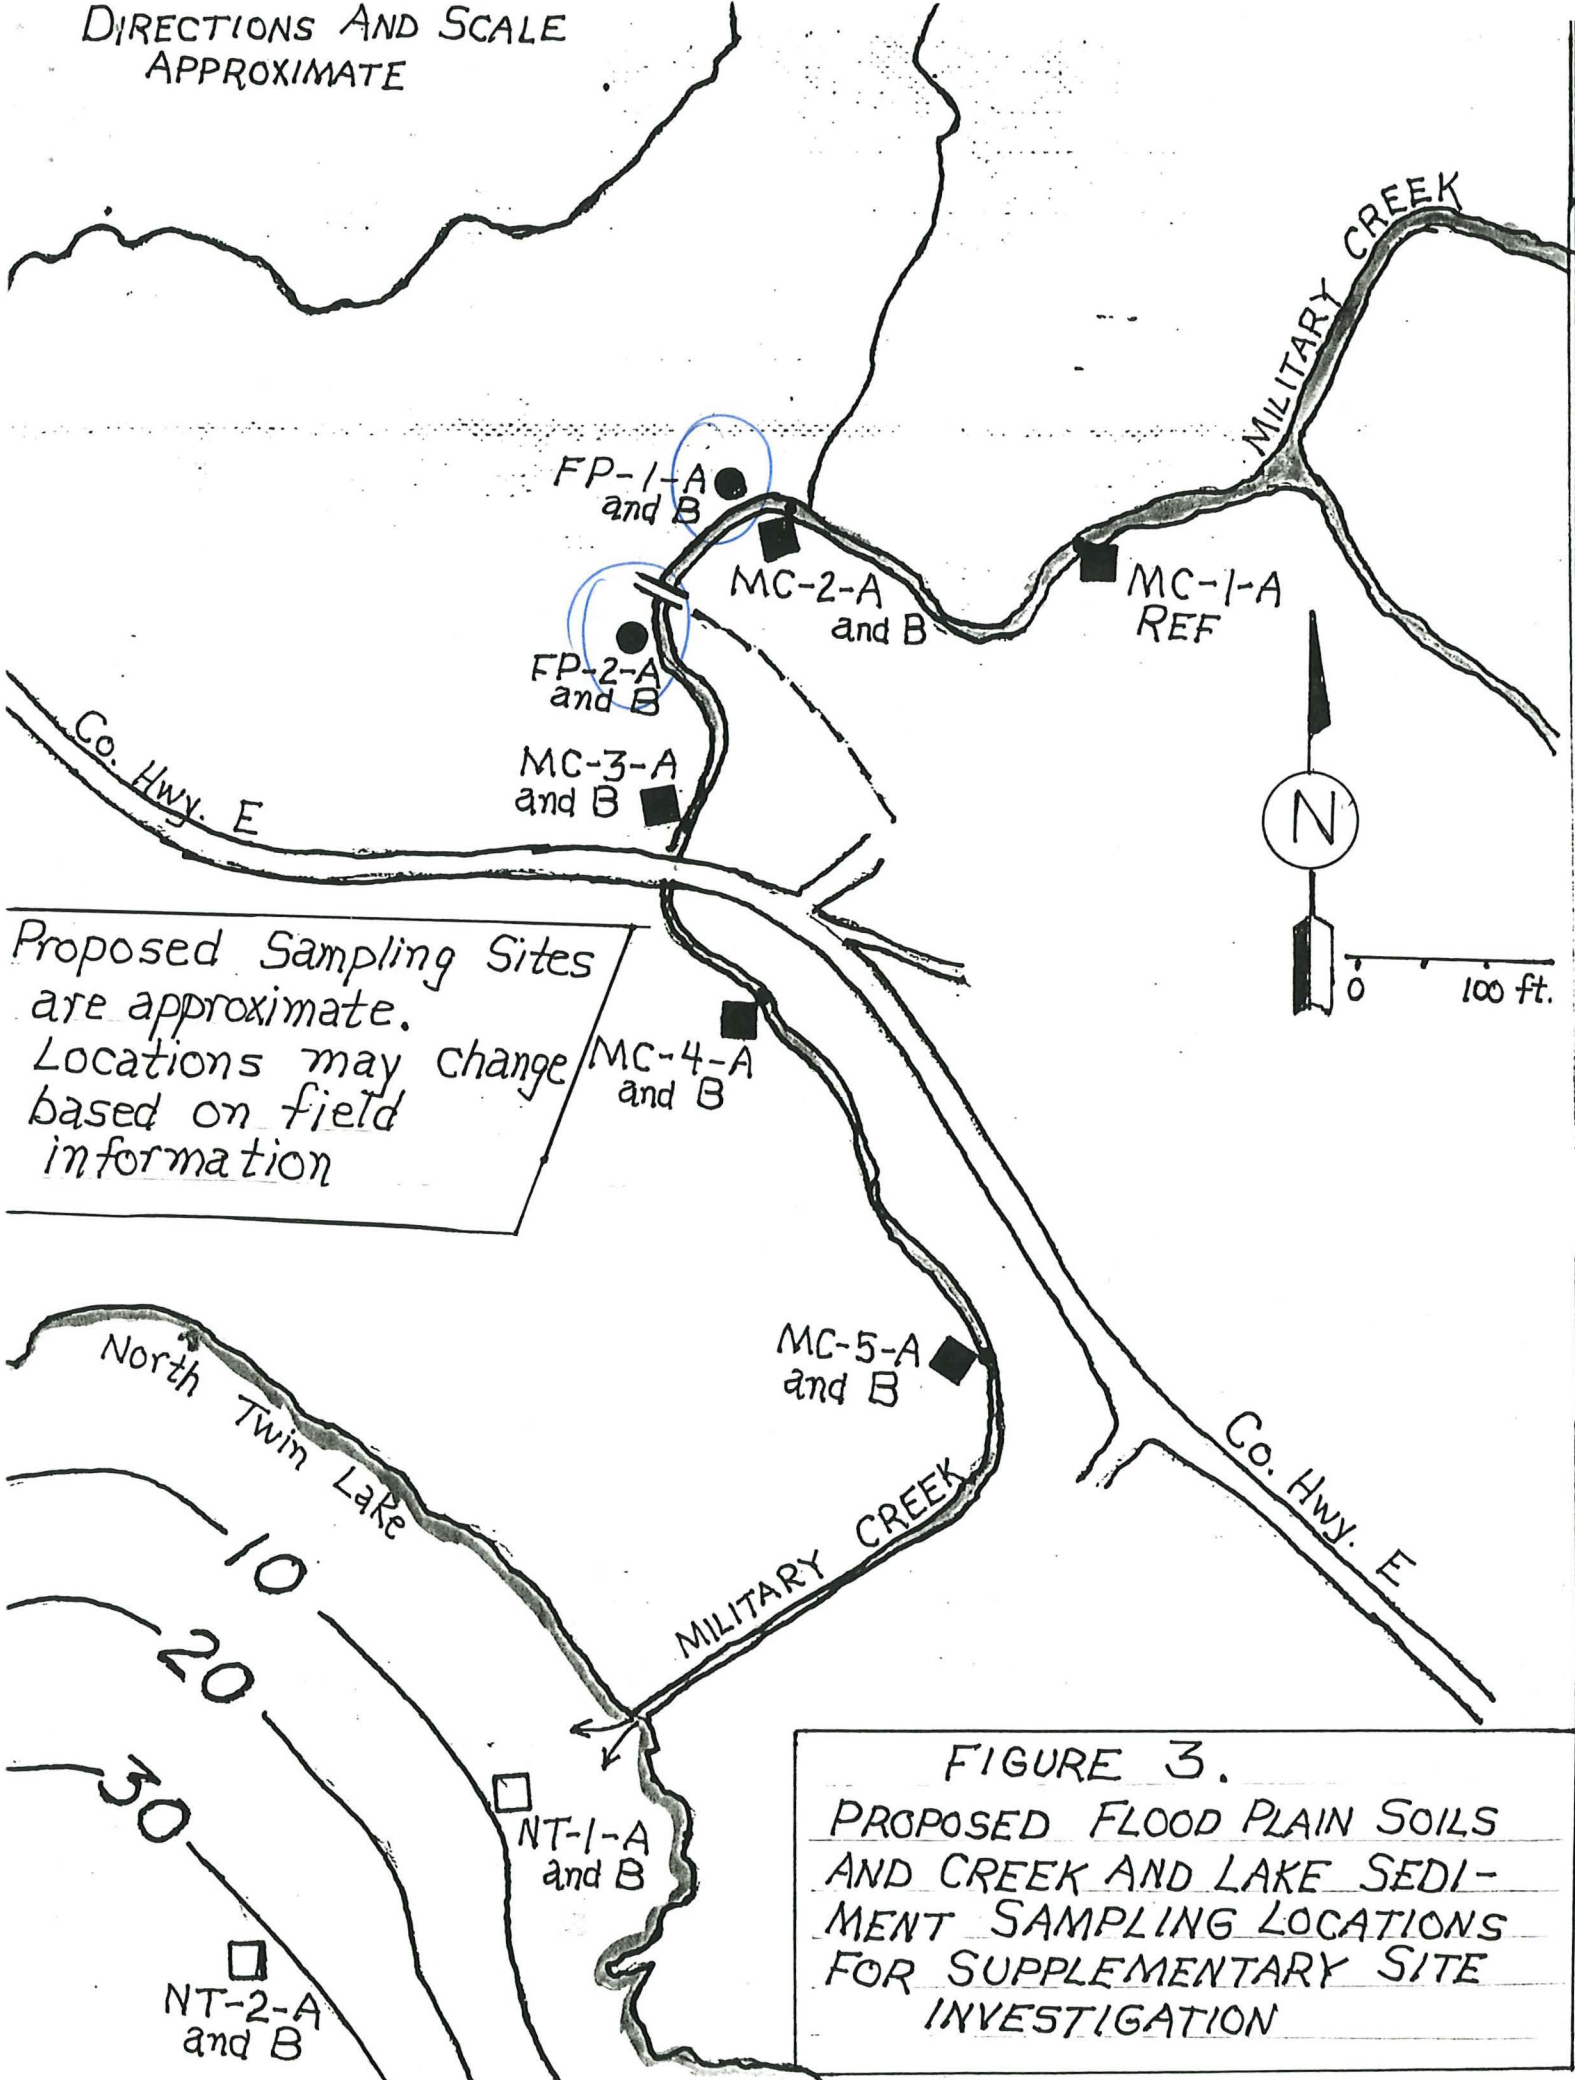 DIRECTIONS AND SCALE
APPROXIMATE
MILITARY CREEK
FP-1-A
and B
MC-2-A
and B
MC-1-A
REF
FP-2-A
and B
MC-3-A
and B
Co. Hwy. E
N
0 100 ft.
Proposed Sampling Sites
are approximate.
Locations may change
based on field
information
MC-4-A
and B
North Twin Lake
MC-5-A
and B
Co. Hwy. E
MILITARY CREEK
10
20
30
NT-1-A
and B
NT-2-A
and B
FIGURE 3.
PROPOSED FLOOD PLAIN SOILS
AND CREEK AND LAKE SEDI-
MENT SAMPLING LOCATIONS
FOR SUPPLEMENTARY SITE
INVESTIGATION